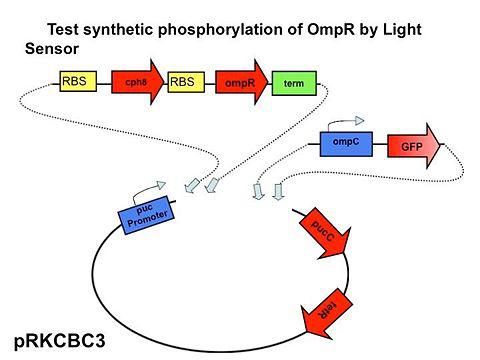 Test synthetic phosphorylation of OmpR by Light
Sensor
RBS cph8 RBS ompR term
ompC GFP
puc
Promoter
pucC
tetR
pRKCBC3